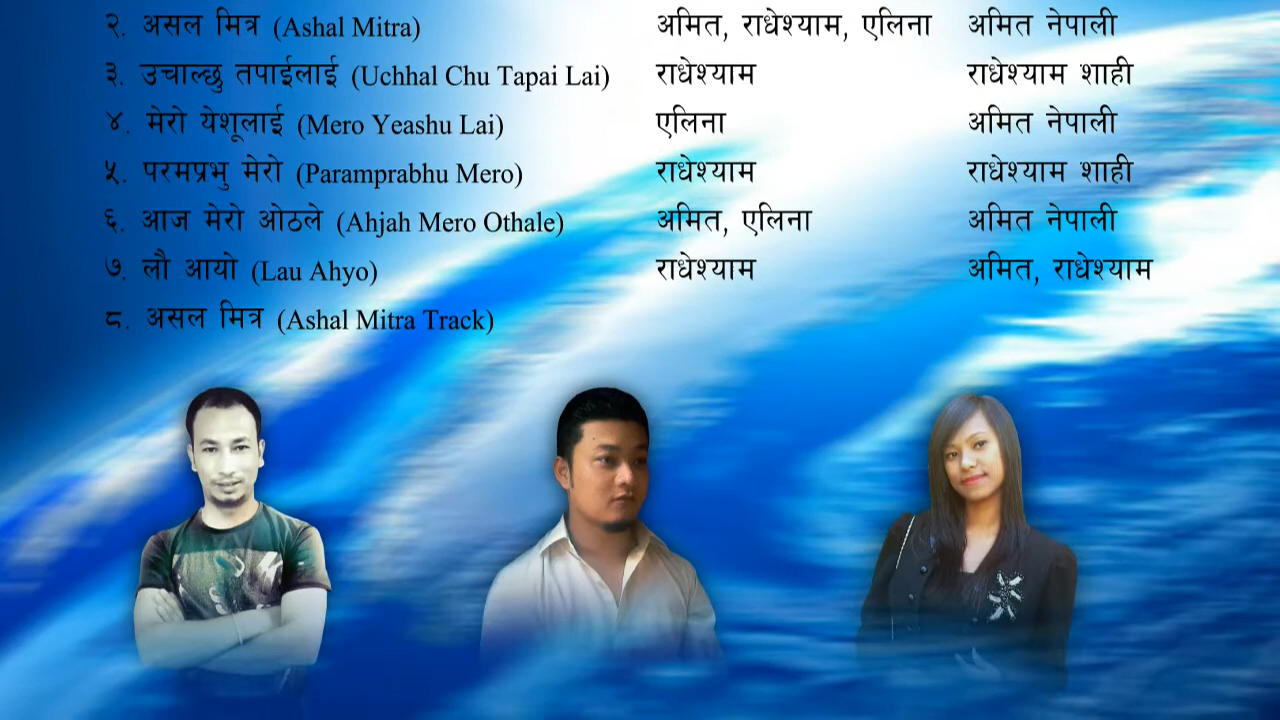 २. असल मित्र (Ashal Mitra) अमित, राधेश्याम, एलिना अमित नेपाली
३. उचाल्छु तपाईलाई (Uchhal Chu Tapai Lai) राधेश्याम राधेश्याम शाही
४. मेरो येशूलाई (Mero Yeashu Lai) एलिना अमित नेपाली
५. परमप्रभु मेरो (Paramprabhu Mero) राधेश्याम राधेश्याम शाही
६. आज मेरो ओठले (Ahjah Mero Othale) अमित, एलिना अमित नेपाली
७. लौ आयो (Lau Ahyo) राधेश्याम अमित, राधेश्याम
८. असल मित्र (Ashal Mitra Track)